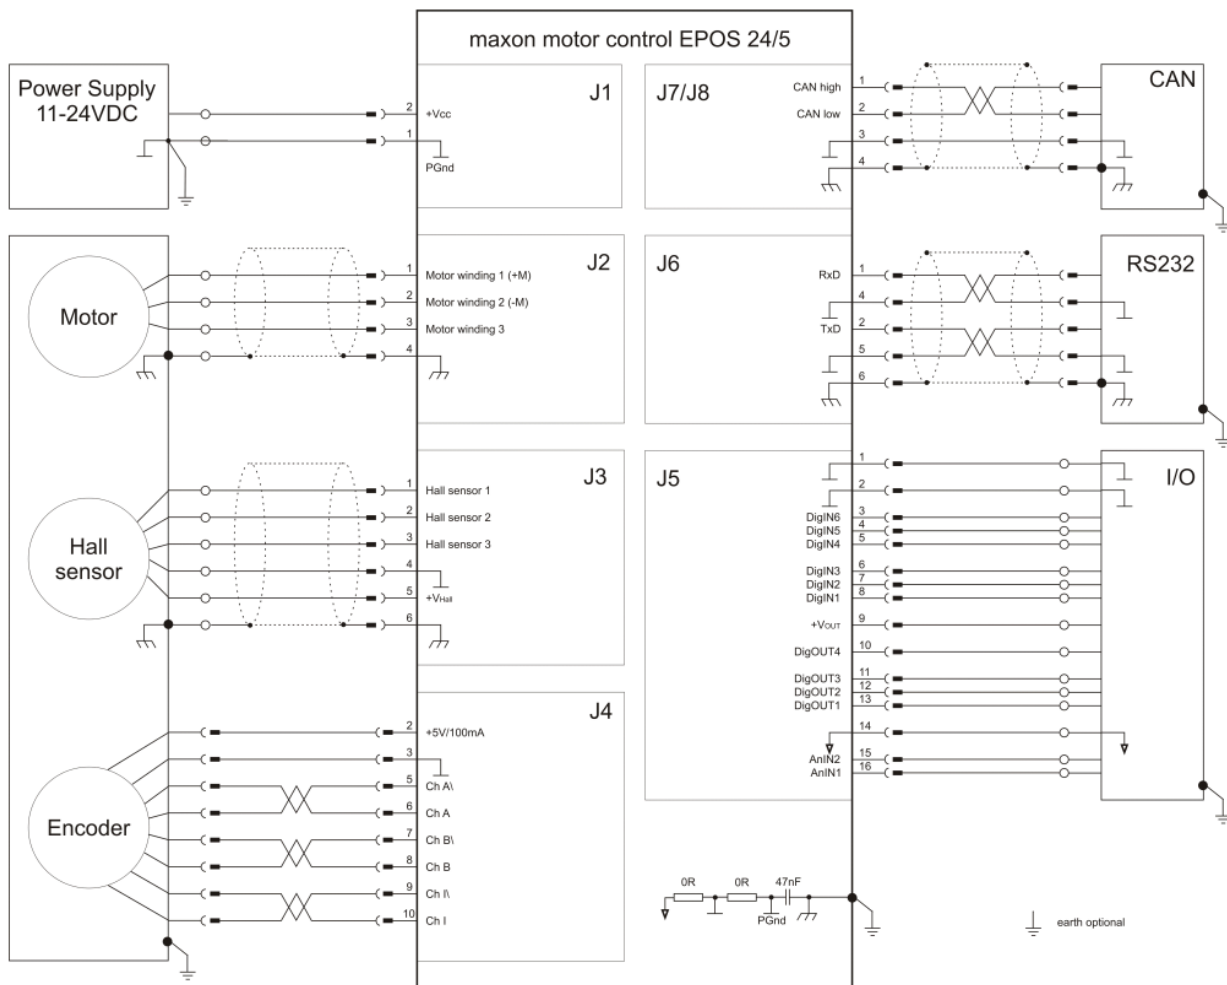 maxon motor control EPOS 24/5
Power Supply
11-24VDC
J1
2 +Vcc
1
PGnd
Motor
J2
1 Motor winding 1 (+M)
2 Motor winding 2 (-M)
3 Motor winding 3
4
Hall
sensor
J3
1 Hall sensor 1
2 Hall sensor 2
3 Hall sensor 3
4
5 +VHall
6
Encoder
J4
2 +5V/100mA
3
5 Ch A\
6 Ch A
7 Ch B\
8 Ch B
9 Ch I\
10 Ch I
J7/J8
CAN
CAN high 1
CAN low 2
3
4
J6
RS232
RxD 1
4
TxD 2
5
6
J5
I/O
1
2
DigIN6 3
DigIN5 4
DigIN4 5
DigIN3 6
DigIN2 7
DigIN1 8
+VOUT 9
DigOUT4 10
DigOUT3 11
DigOUT2 12
DigOUT1 13
14
AnIN2 15
AnIN1 16
0R 0R 47nF
PGnd
earth optional